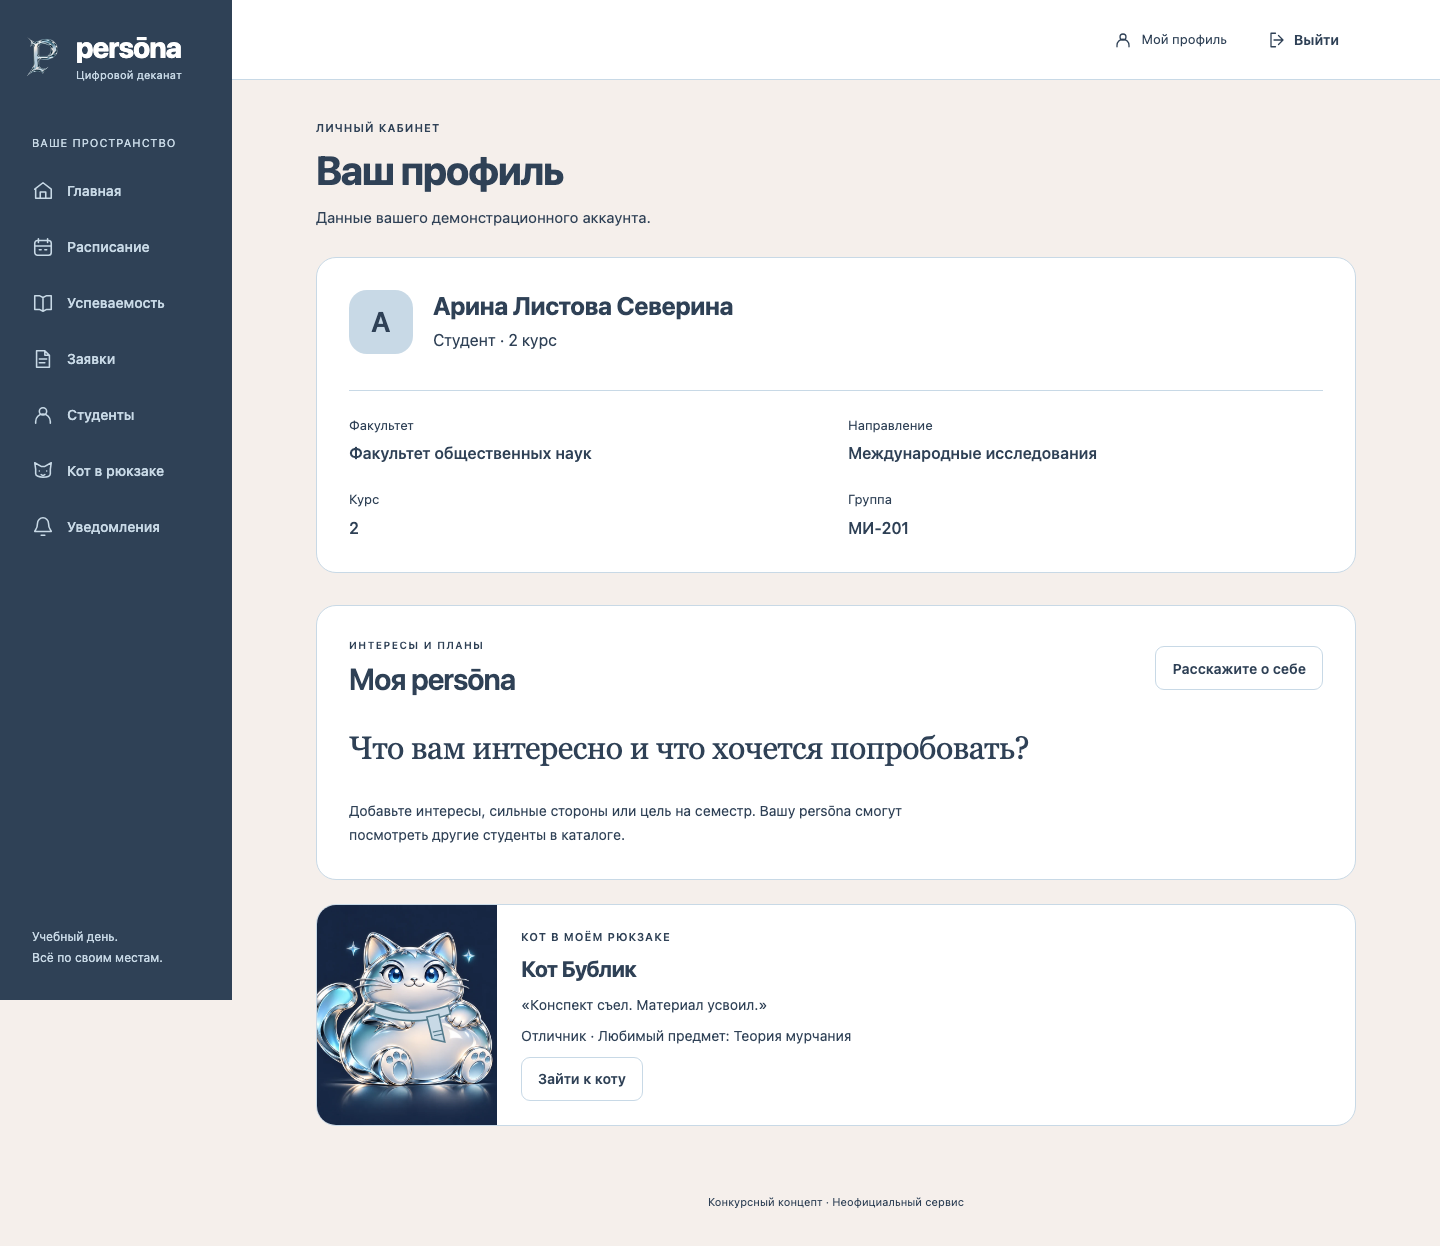 persōna
Цифровой деканат
ВАШЕ ПРОСТРАНСТВО
Главная
Расписание
Успеваемость
Заявки
Студенты
Кот в рюкзаке
Уведомления
Учебный день.
Всё по своим местам.
Мой профиль
Выйти
ЛИЧНЫЙ КАБИНЕТ
Ваш профиль
Данные вашего демонстрационного аккаунта.
А
Арина Листова Северина
Студент · 2 курс
Факультет
Факультет общественных наук
Направление
Международные исследования
Курс
2
Группа
МИ-201
ИНТЕРЕСЫ И ПЛАНЫ
Моя persōna
Расскажите о себе
Что вам интересно и что хочется попробовать?
Добавьте интересы, сильные стороны или цель на семестр. Вашу persōna смогут
посмотреть другие студенты в каталоге.
КОТ В МОЁМ РЮКЗАКЕ
Кот Бублик
«Конспект съел. Материал усвоил.»
Отличник · Любимый предмет: Теория мурчания
Зайти к коту
Конкурсный концепт · Неофициальный сервис